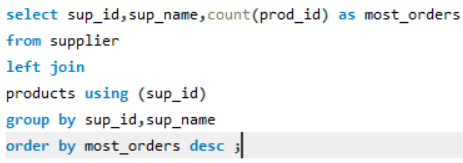 select sup_id,sup_name,count(prod_id) as most_orders
from supplier
left join
products using (sup_id)
group by sup_id,sup_name
order by most_orders desc ;